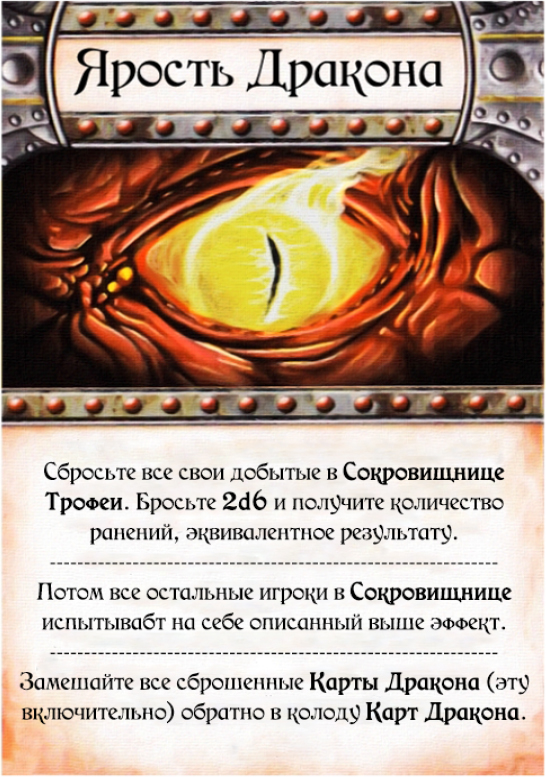 Ярость Дракона
Сбросьте все свои добытые в Сокровищнице
Трофеи. Бросьте 2d6 и получите количество
ранений, эквивалентное результату.
Потом все остальные игроки в Сокровищнице
испытывабт на себе описанный выше эффект.
Замешайте все сброшенные Карты Дракона (эту
включительно) обратно в колоду Карт Дракона.